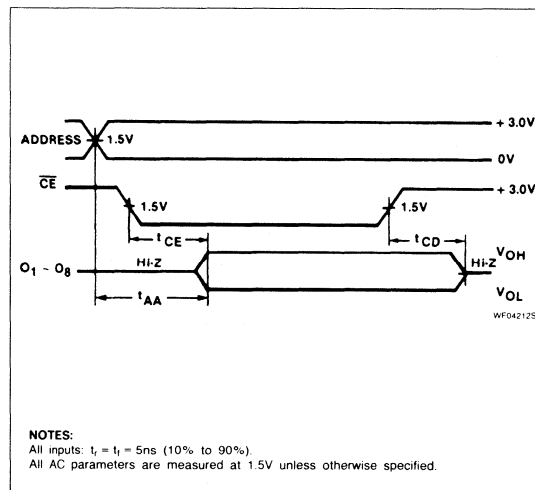 + 3.0V
ADDRESS 1.5V
0V
CE + 3.0V
1.5V 1.5V
tCE tCD
VOH
O1 - O8 Hi-Z Hi-Z
VOL
tAA
WF04212S
NOTES:
All inputs: tr = tf = 5ns (10% to 90%).
All AC parameters are measured at 1.5V unless otherwise specified.